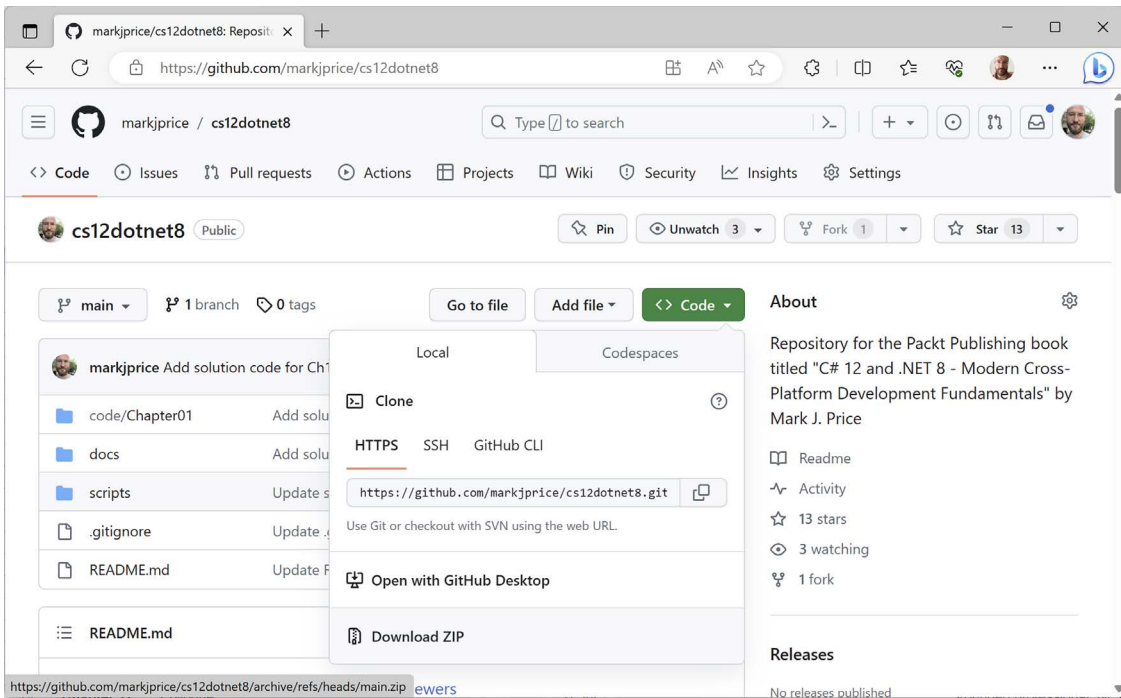 markjprice/cs12dotnet8: Reposit
https://github.com/markjprice/cs12dotnet8
markjprice / cs12dotnet8
Type / to search
Code Issues Pull requests Actions Projects Wiki Security Insights Settings
cs12dotnet8 Public
Pin Unwatch 3 Fork 1 Star 13
main 1 branch 0 tags Go to file Add file Code
Local Codespaces
markjprice Add solution code for Ch1
Clone
code/Chapter01 Add solu
HTTPS SSH GitHub CLI
docs Add solu
https://github.com/markjprice/cs12dotnet8.git
scripts Update s
Use Git or checkout with SVN using the web URL.
.gitignore Update .g
README.md Update R
Open with GitHub Desktop
README.md
Download ZIP
About
Repository for the Packt Publishing book
titled "C# 12 and .NET 8 - Modern Cross-
Platform Development Fundamentals" by
Mark J. Price
Readme
Activity
13 stars
3 watching
1 fork
Releases
No releases published
https://github.com/markjprice/cs12dotnet8/archive/refs/heads/main.zip ewers